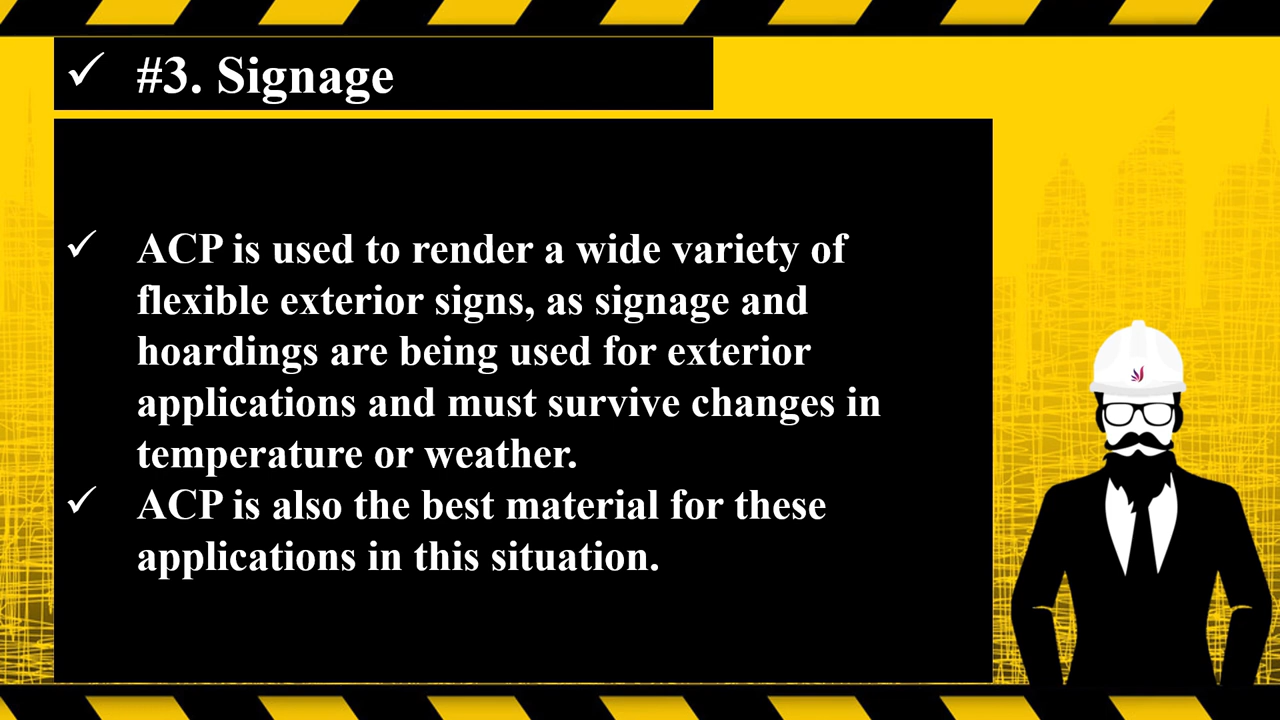 ✓ #3. Signage
✓ ACP is used to render a wide variety of
flexible exterior signs, as signage and
hoardings are being used for exterior
applications and must survive changes in
temperature or weather.
✓ ACP is also the best material for these
applications in this situation.